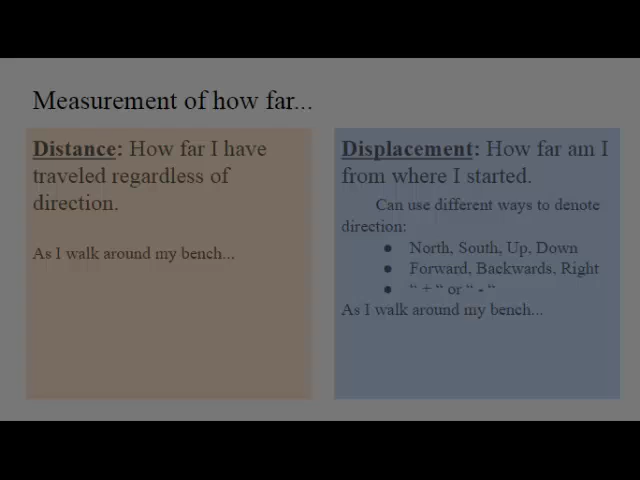 Measurement of how far...
Distance: How far I have
traveled regardless of
direction.
As I walk around my bench...
Displacement: How far am I
from where I started.
Can use different ways to denote
direction:
● North, South, Up, Down
● Forward, Backwards, Right
● “ + “ or “ - “
As I walk around my bench...